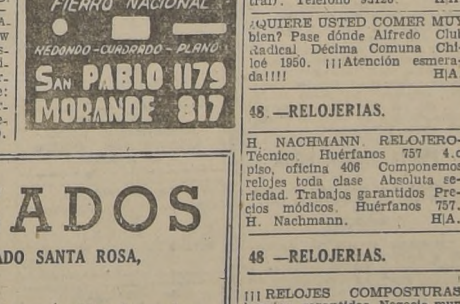 FIERRO NACIONAL
REDONDO-CUADRADO-PLANO
SAN PABLO 1179
MORANDE 817
ADOS
ADO SANTA ROSA,
¿QUIERE USTED COMER MUY
bien? Pase dónde Alfredo Club
Radical Décima Comuna Chi-
loé 1950. ¡¡¡Atención esmera-
da!!!! H|A
48 —RELOJERIAS.
H. NACHMANN. RELOJERO-
Técnico. Huérfanos 757 4.o
piso, oficina 406 Componemos
relojes toda clase Absoluta se-
riedad. Trabajos garantidos Pre-
cios módicos. Huérfanos 757.
H. Nachmann. H|A.
48 —RELOJERIAS.
¡¡¡RELOJES COMPOSTURAS